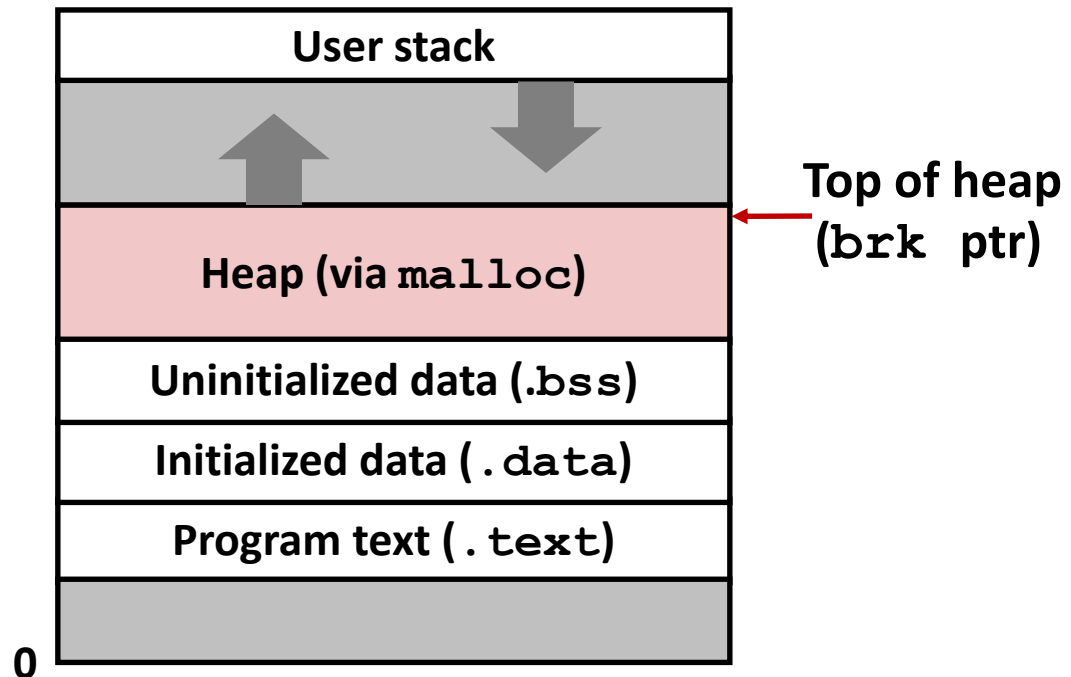 User stack
Top of heap
(brk ptr)
Heap (via malloc)
Uninitialized data (.bss)
Initialized data (.data)
Program text (.text)
0